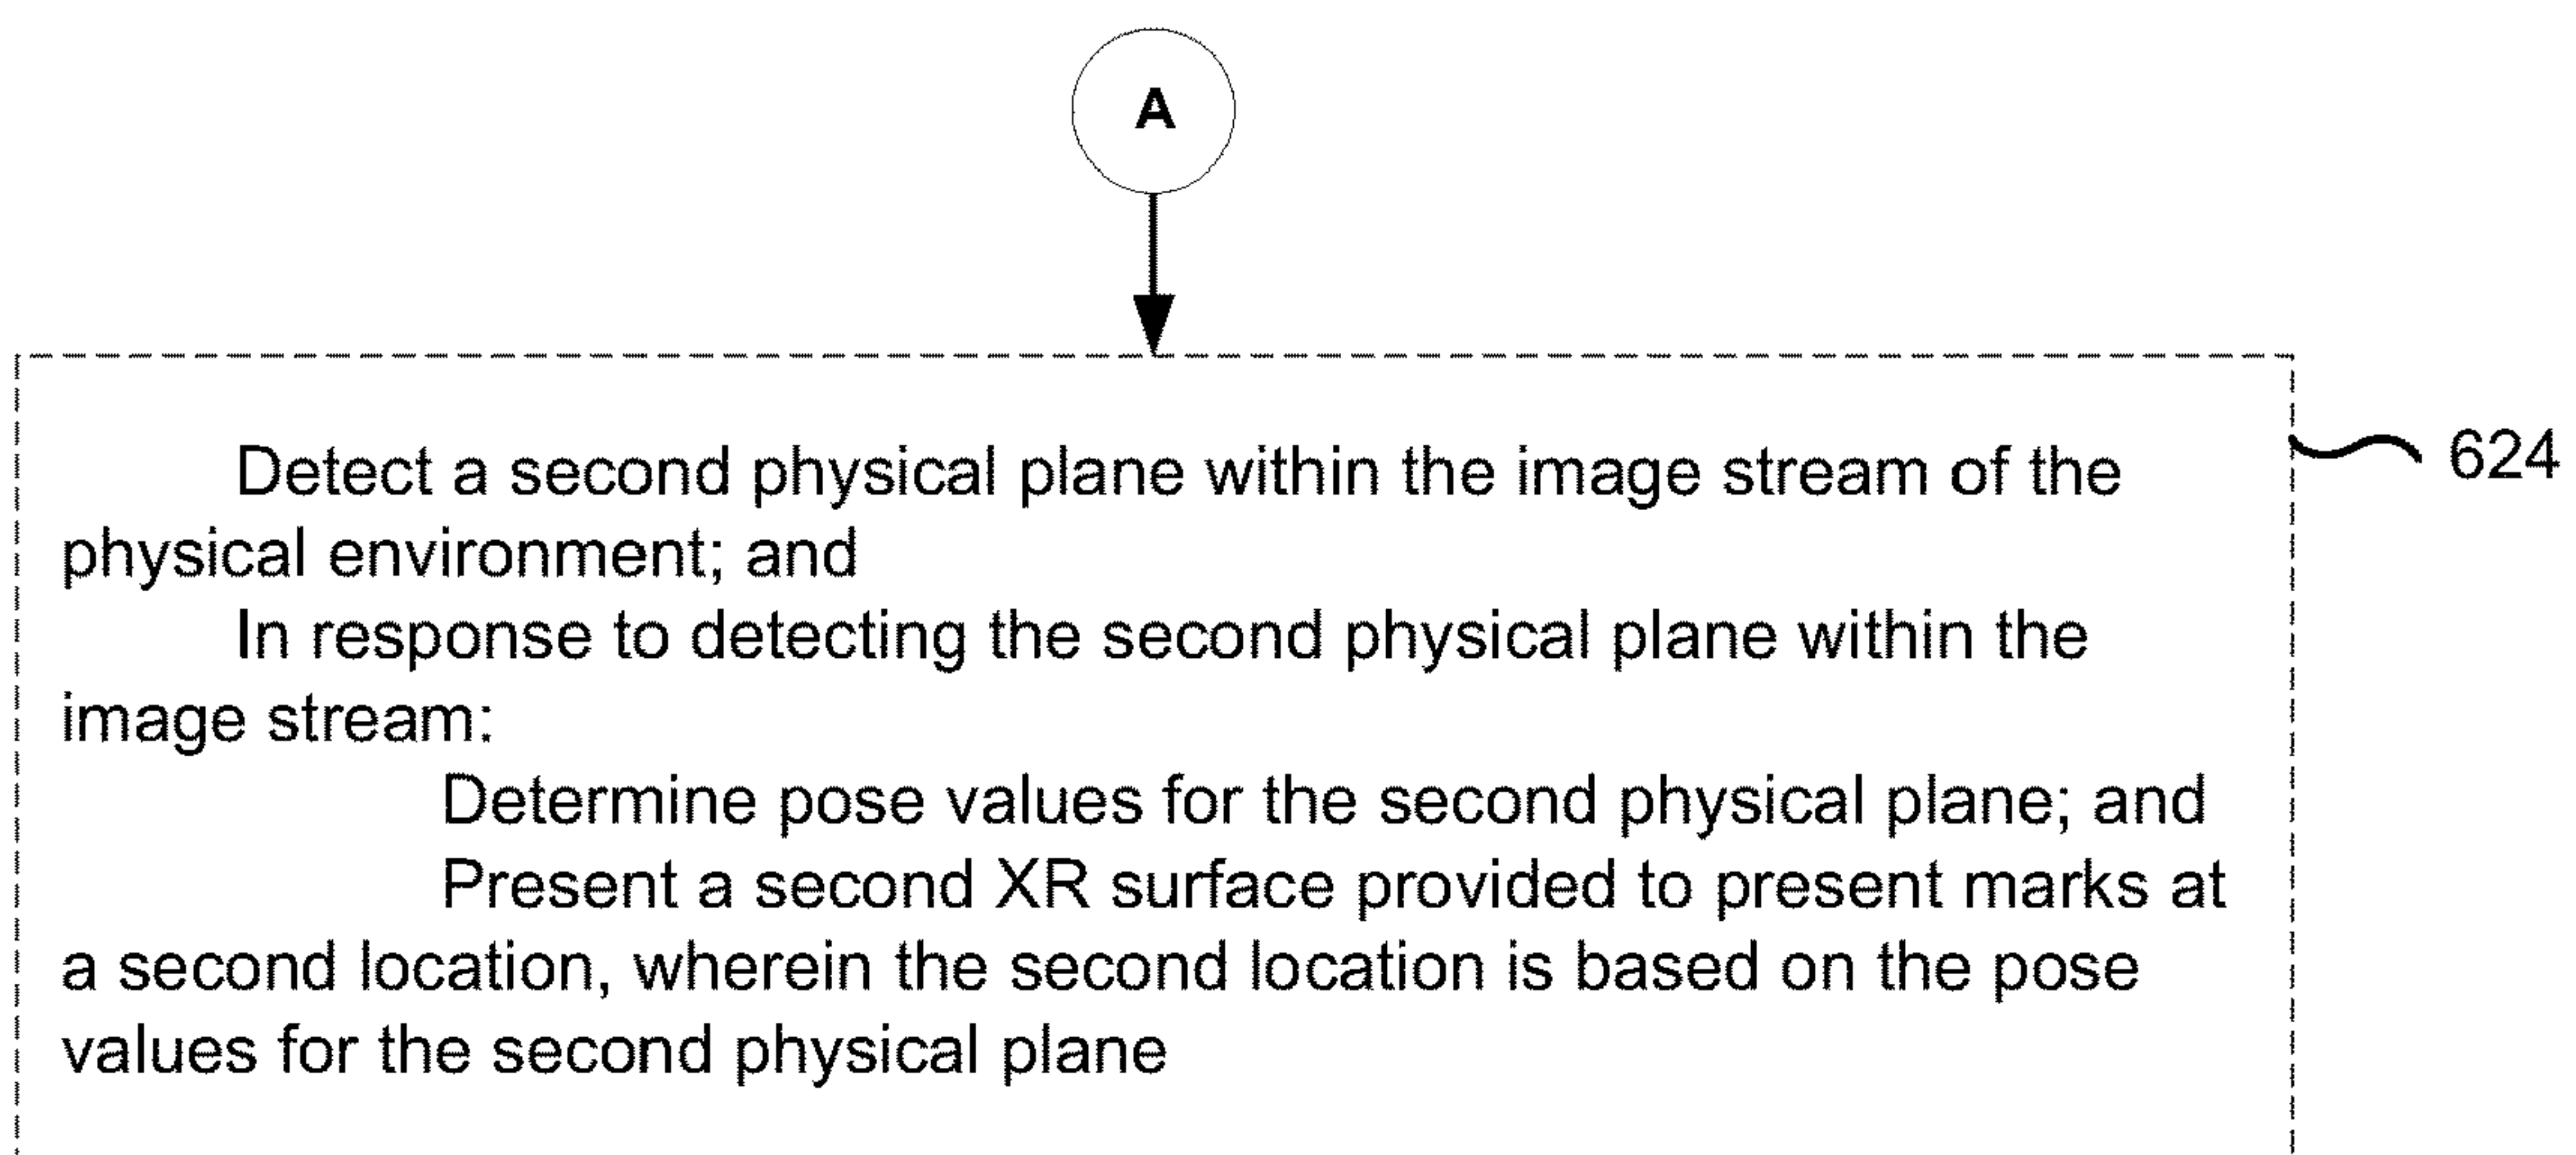 A
Detect a second physical plane within the image stream of the
624
physical environment; and
In response to detecting the second physical plane within the
image stream:
Determine pose values for the second physical plane; and
Present a second XR surface provided to present marks at
a second location, wherein the second location is based on the pose
values for the second physical plane